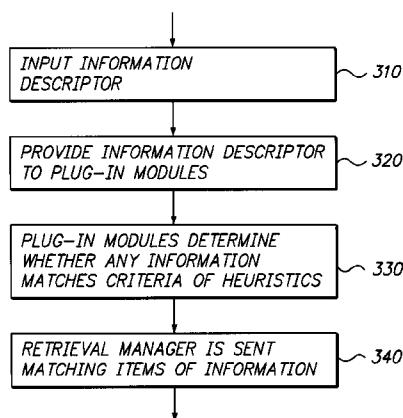 INPUT INFORMATION
DESCRIPTOR
310
PROVIDE INFORMATION DESCRIPTOR
TO PLUG-IN MODULES
320
PLUG-IN MODULES DETERMINE
WHETHER ANY INFORMATION
MATCHES CRITERIA OF HEURISTICS
330
RETRIEVAL MANAGER IS SENT
MATCHING ITEMS OF INFORMATION
340